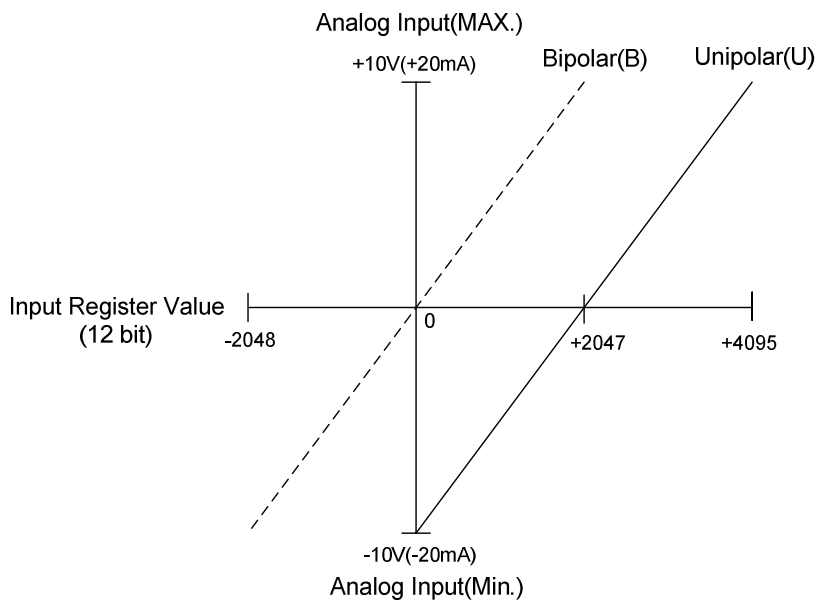 Analog Input(MAX.)
+10V(+20mA)
Bipolar(B)
Unipolar(U)
Input Register Value
(12 bit)
-2048
0
+2047
+4095
-10V(-20mA)
Analog Input(Min.)